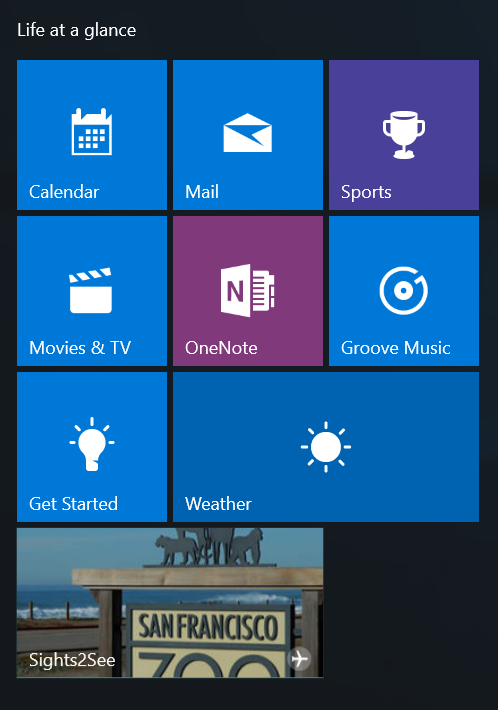 Life at a glance
Calendar
Mail
Sports
Movies & TV
N
OneNote
Groove Music
Get Started
Weather
SAN FRANCISCO
ZOO
Sights2See